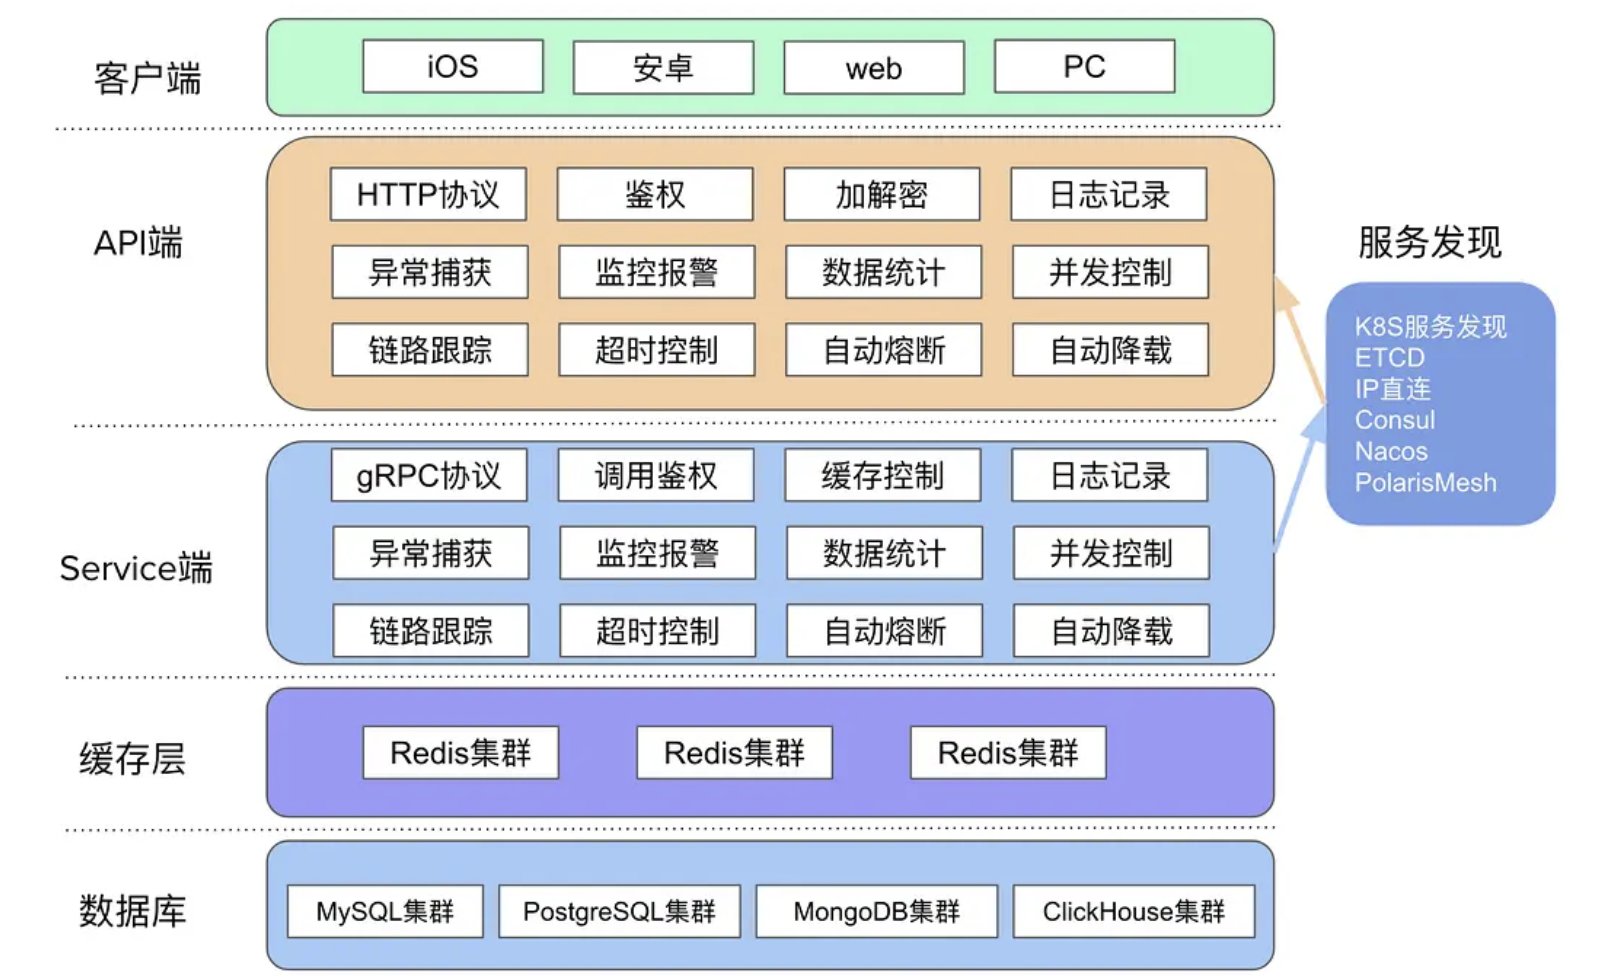 客户端
iOS
安卓
web
PC
API端
HTTP协议
鉴权
加解密
日志记录
异常捕获
监控报警
数据统计
并发控制
链路跟踪
超时控制
自动熔断
自动降载
服务发现
K8S服务发现
ETCD
IP直连
Consul
Nacos
PolarisMesh
Service端
gRPC协议
调用鉴权
缓存控制
日志记录
异常捕获
监控报警
数据统计
并发控制
链路跟踪
超时控制
自动熔断
自动降载
缓存层
Redis集群
Redis集群
Redis集群
数据库
MySQL集群
PostgreSQL集群
MongoDB集群
ClickHouse集群